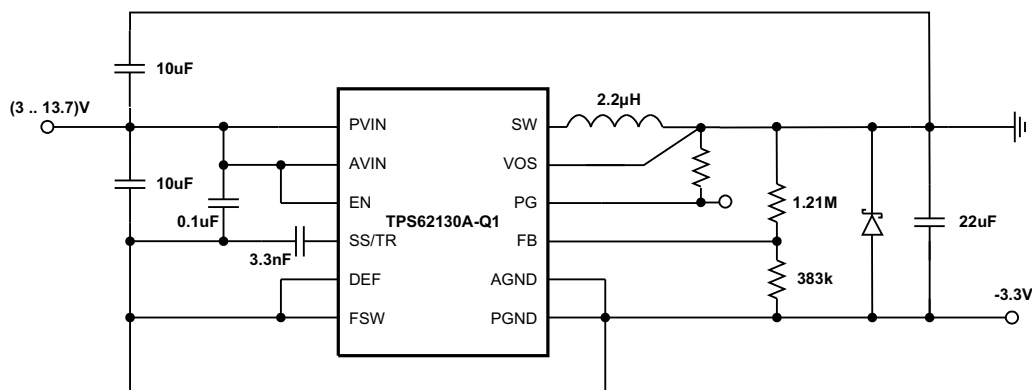 10uF
2.2µH
(3 .. 13.7)V
PVIN
SW
AVIN
VOS
10uF
EN
PG
1.21M
0.1uF
TPS62130A-Q1
22uF
SS/TR
FB
3.3nF
DEF
AGND
383k
-3.3V
FSW
PGND